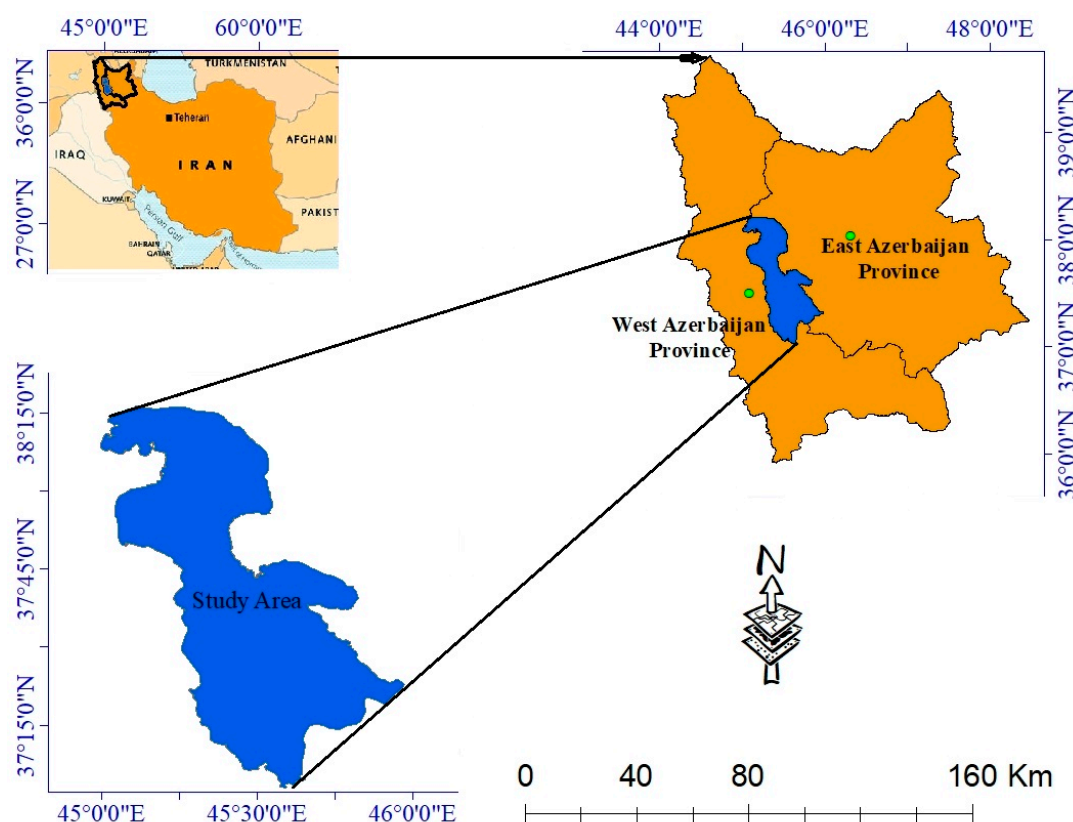 45°0'0"E 60°0'0"E
44°0'0"E 46°0'0"E 48°0'0"E
36°0'0"N
27°0'0"N
TURKMENISTAN
Teheran
AFGHANI
IRAQ
IRAN
KUWAIT
PAKIST
Persian Gulf
BAHRAIN
QATAR
39°0'0"N
38°0'0"N
37°0'0"N
36°0'0"N
East Azerbaijan
Province
West Azerbaijan
Province
38°15'0"N
37°45'0"N
37°15'0"N
Study Area
N
45°0'0"E 45°30'0"E 46°0'0"E
0 40 80 160 Km